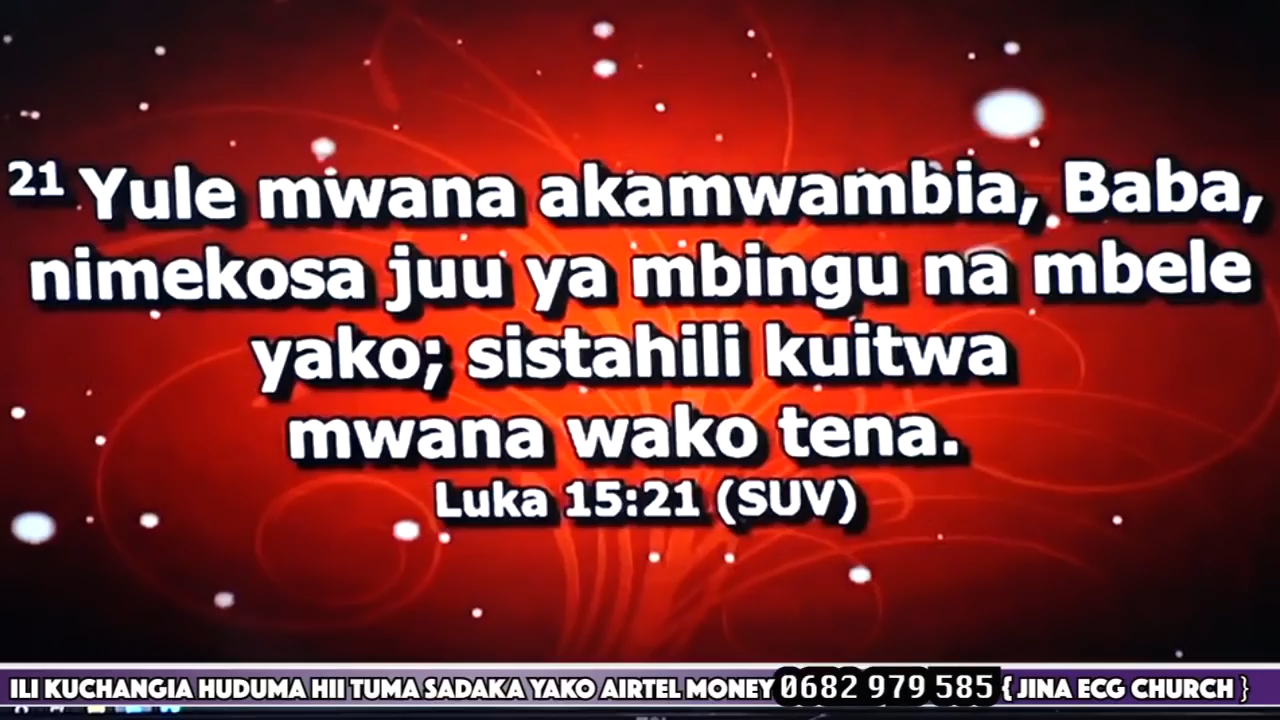 21 Yule mwana akamwambia, Baba,
nimekosa juu ya mbingu na mbele
yako; sistahili kuitwa
mwana wako tena.
Luka 15:21 (SUV)
ILI KUCHANGIA HUDUMA HII TUMA SADAKA YAKO AIRTEL MONEY 0682 979 585 { JINA ECG CHURCH }